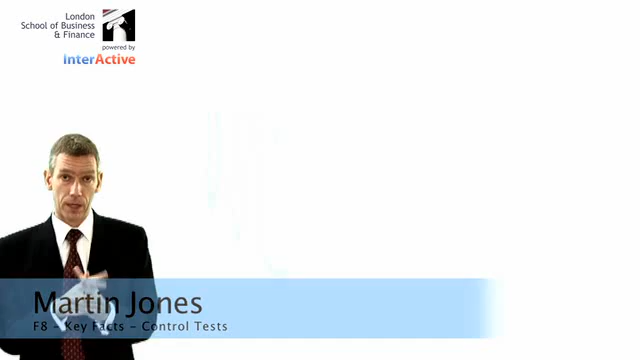 London
School of Business
& Finance
powered by
InterActive
Martin Jones
F8 - Key Facts - Control Tests